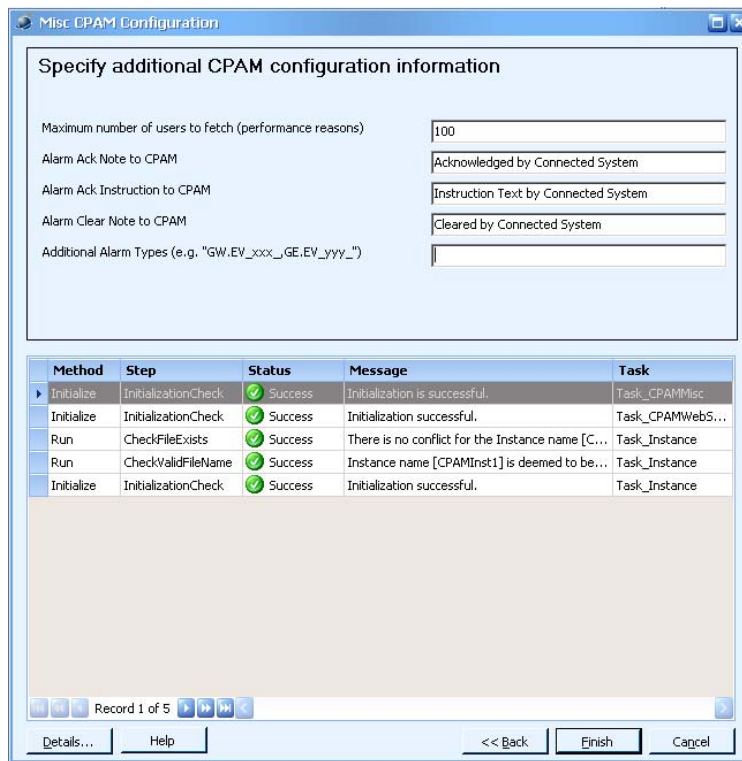 Misc CPAM Configuration
Specify additional CPAM configuration information
Maximum number of users to fetch (performance reasons) 100
Alarm Ack Note to CPAM Acknowledged by Connected System
Alarm Ack Instruction to CPAM Instruction Text by Connected System
Alarm Clear Note to CPAM Cleared by Connected System
Additional Alarm Types (e.g. "GW.EV_xxx_,GE.EV_yyy_")
Method Step Status Message Task
Initialize InitializationCheck Success Initialization is successful. Task_CPAMMisc
Initialize InitializationCheck Success Initialization successful. Task_CPAMWebS...
Run CheckFileExists Success There is no conflict for the Instance name [C... Task_Instance
Run CheckValidFileName Success Instance name [CPAMInst1] is deemed to be... Task_Instance
Initialize InitializationCheck Success Initialization successful. Task_Instance
Record 1 of 5
Details... Help << Back Finish Cancel